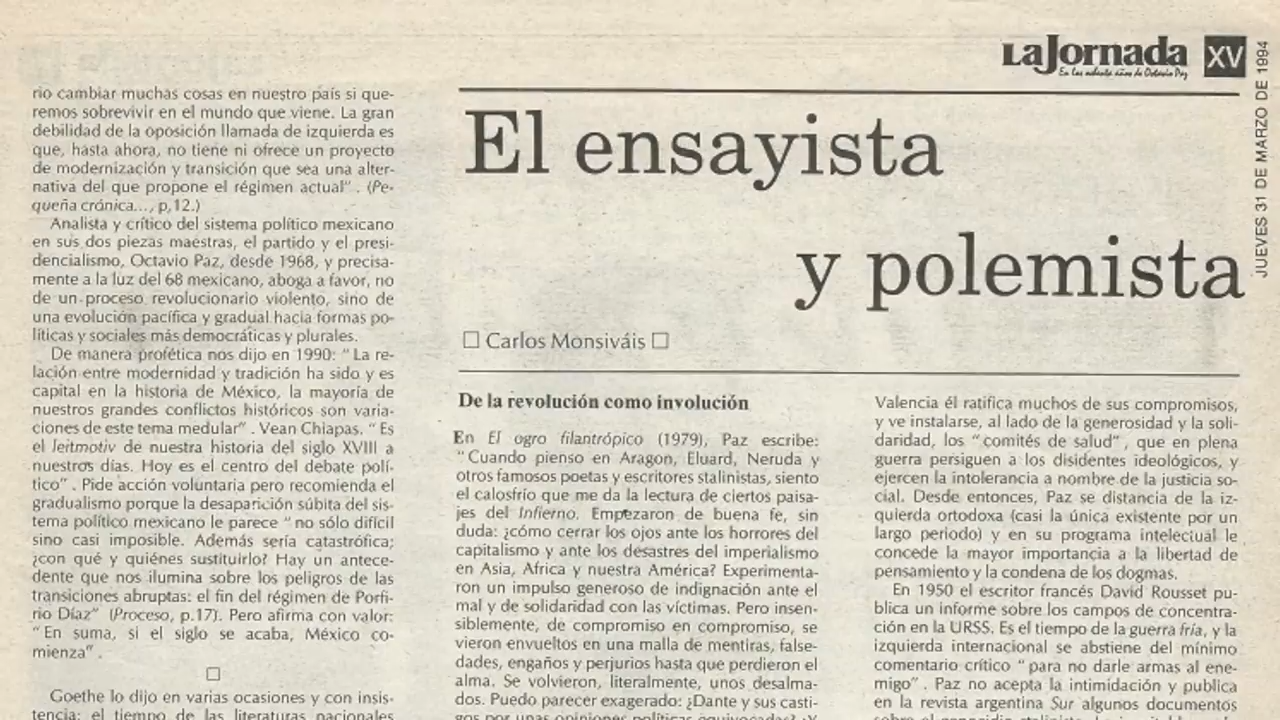 LaJornada XV
En los ochenta años de Octavio Paz
JUEVES 31 DE MARZO DE 1994
rio cambiar muchas cosas en nuestro país si que-
remos sobrevivir en el mundo que viene. La gran
debilidad de la oposición llamada de izquierda es
que, hasta ahora, no tiene ni ofrece un proyecto
de modernización y transición que sea una alter-
nativa del que propone el régimen actual". (Pe-
queña crónica..., p,12.)
Analista y crítico del sistema político mexicano
en sus dos piezas maestras, el partido y el presi-
dencialismo, Octavio Paz, desde 1968, y precisa-
mente a la luz del 68 mexicano, aboga a favor, no
de un proceso revolucionario violento, sino de
una evolución pacífica y gradual hacia formas po-
líticas y sociales más democráticas y plurales.
De manera profética nos dijo en 1990: "La re-
lación entre modernidad y tradición ha sido y es
capital en la historia de México, la mayoría de
nuestros grandes conflictos históricos son varia-
ciones de este tema medular". Vean Chiapas. "Es
el leitmotiv de nuestra historia del siglo XVIII a
nuestros días. Hoy es el centro del debate polí-
tico". Pide acción voluntaria pero recomienda el
gradualismo porque la desaparición súbita del sis-
tema político mexicano le parece "no sólo difícil
sino casi imposible. Además sería catastrófica;
¿con qué y quiénes sustituirlo? Hay un antece-
dente que nos ilumina sobre los peligros de las
transiciones abruptas: el fin del régimen de Porfi-
rio Díaz" (Proceso, p.17). Pero afirma con valor:
"En suma, si el siglo se acaba, México co-
mienza".
□
Goethe lo dijo en varias ocasiones y con insis-
tencia: el tiempo de las literaturas nacionales
El ensayista
y polemista
□ Carlos Monsiváis □
De la revolución como involución
En El ogro filantrópico (1979), Paz escribe:
"Cuando pienso en Aragon, Eluard, Neruda y
otros famosos poetas y escritores stalinistas, siento
el calosfrío que me da la lectura de ciertos pasa-
jes del Infierno. Empezaron de buena fe, sin
duda: ¿cómo cerrar los ojos ante los horrores del
capitalismo y ante los desastres del imperialismo
en Asia, Africa y nuestra América? Experimenta-
ron un impulso generoso de indignación ante el
mal y de solidaridad con las víctimas. Pero insen-
siblemente, de compromiso en compromiso, se
vieron envueltos en una malla de mentiras, false-
dades, engaños y perjurios hasta que perdieron el
alma. Se volvieron, literalmente, unos desalma-
dos. Puedo parecer exagerado: ¿Dante y sus casti-
gos por unas opiniones políticas equivocadas? ¿Y
Valencia él ratifica muchos de sus compromisos,
y ve instalarse, al lado de la generosidad y la soli-
daridad, los "comités de salud", que en plena
guerra persiguen a los disidentes ideológicos, y
ejercen la intolerancia a nombre de la justicia so-
cial. Desde entonces, Paz se distancia de la iz-
quierda ortodoxa (casi la única existente por un
largo periodo) y en su programa intelectual le
concede la mayor importancia a la libertad de
pensamiento y la condena de los dogmas.
En 1950 el escritor francés David Rousset pu-
blica un informe sobre los campos de concentra-
ción en la URSS. Es el tiempo de la guerra fría, y la
izquierda internacional se abstiene del mínimo
comentario crítico "para no darle armas al ene-
migo". Paz no acepta la intimidación y publica
en la revista argentina Sur algunos documentos